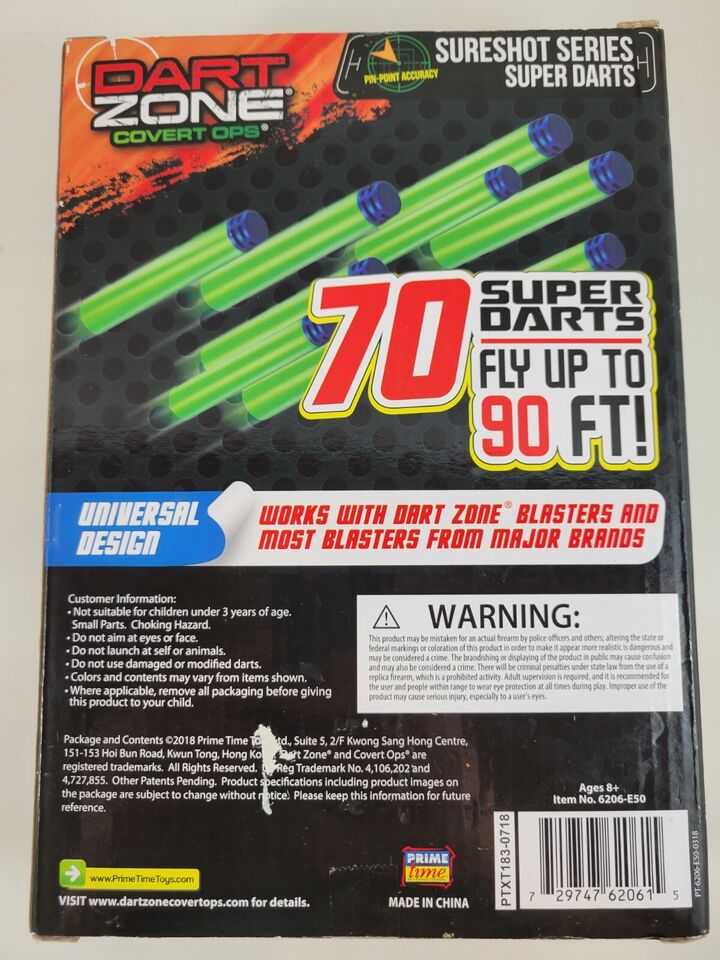 DART
ZONE®
COVERT OPS®
PIN-POINT ACCURACY
SURESHOT SERIES
SUPER DARTS
70
SUPER
DARTS
FLY UP TO
90 FT!
UNIVERSAL
DESIGN
WORKS WITH DART ZONE® BLASTERS AND
MOST BLASTERS FROM MAJOR BRANDS
Customer Information:
• Not suitable for children under 3 years of age.
Small Parts. Choking Hazard.
• Do not aim at eyes or face.
• Do not launch at self or animals.
• Do not use damaged or modified darts.
• Colors and contents may vary from items shown.
• Where applicable, remove all packaging before giving
this product to your child.
WARNING:
This product may be mistaken for an actual firearm by police officers and others; altering the state or
federal markings or coloration of this product in order to make it appear more realistic is dangerous and
may be considered a crime. The brandishing or displaying of the product in public may cause confusion
and may also be considered a crime. There will be criminal penalties under state law from the use of a
replica firearm, which is a prohibited activity. Adult supervision is required, and it is recommended for
the user and people within range to wear eye protection at all times during play. Improper use of the
product may cause serious injury, especially to a user's eyes.
Package and Contents ©2018 Prime Time Ltd., Suite 5, 2/F Kwong Sang Hong Centre,
151-153 Hoi Bun Road, Kwun Tong, Hong Zone® and Covert Ops® are
registered trademarks. All Rights Reserved. Reg Trademark No. 4,106,202 and
4,727,855. Other Patents Pending. Product specifications including product images on
the package are subject to change without notice. Please keep this information for future
reference.
Ages 8+
Item No. 6206-E50
www.PrimeTimeToys.com
VISIT www.dartzonecovertops.com for details.
PRIME
time
MADE IN CHINA
PTXT183-0718
7 29747 62061 5
PT-6206-E50-0318